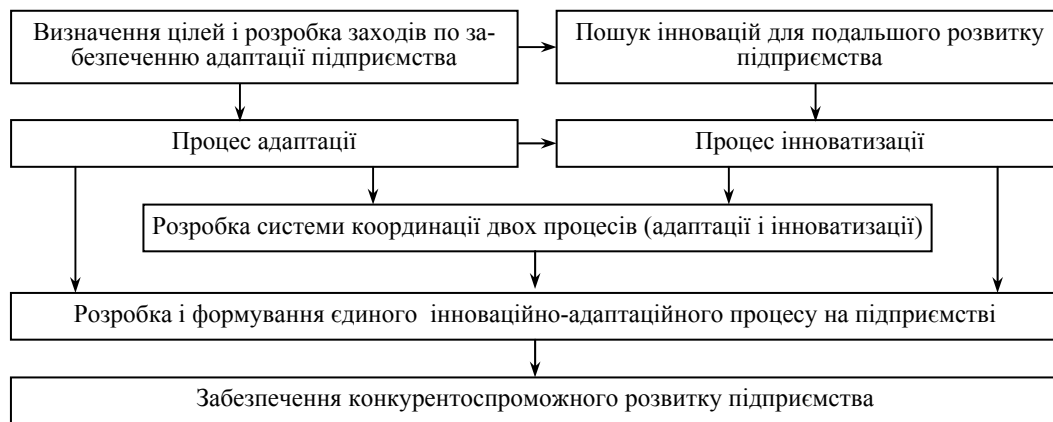 Визначення цілей і розробка заходів по за-
безпеченню адаптації підприємства
Пошук інновацій для подальшого розвитку
підприємства
Процес адаптації
Процес інноватизації
Розробка системи координації двох процесів (адаптації і інноватизації)
Розробка і формування єдиного  інноваційно-адаптаційного процесу на підприємстві
Забезпечення конкурентоспроможного розвитку підприємства